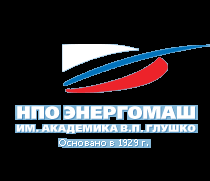 НПО ЭНЕРГОМАШ
ИМ. АКАДЕМИКА В.П. ГЛУШКО
Основано в 1929 г.